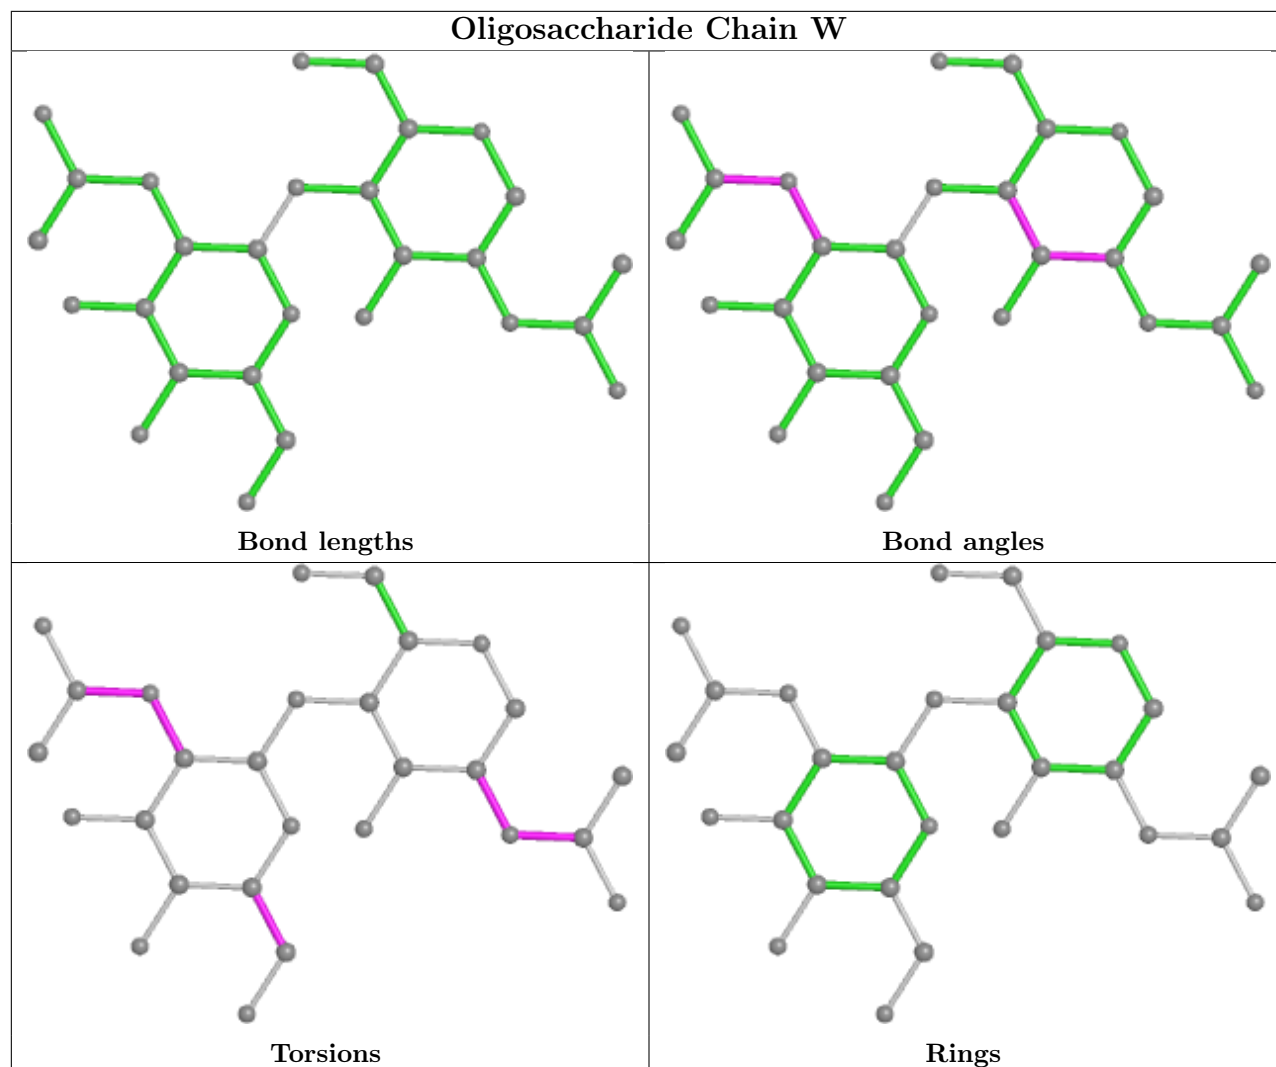 Oligosaccharide Chain W
Bond lengths
Bond angles
Torsions
Rings